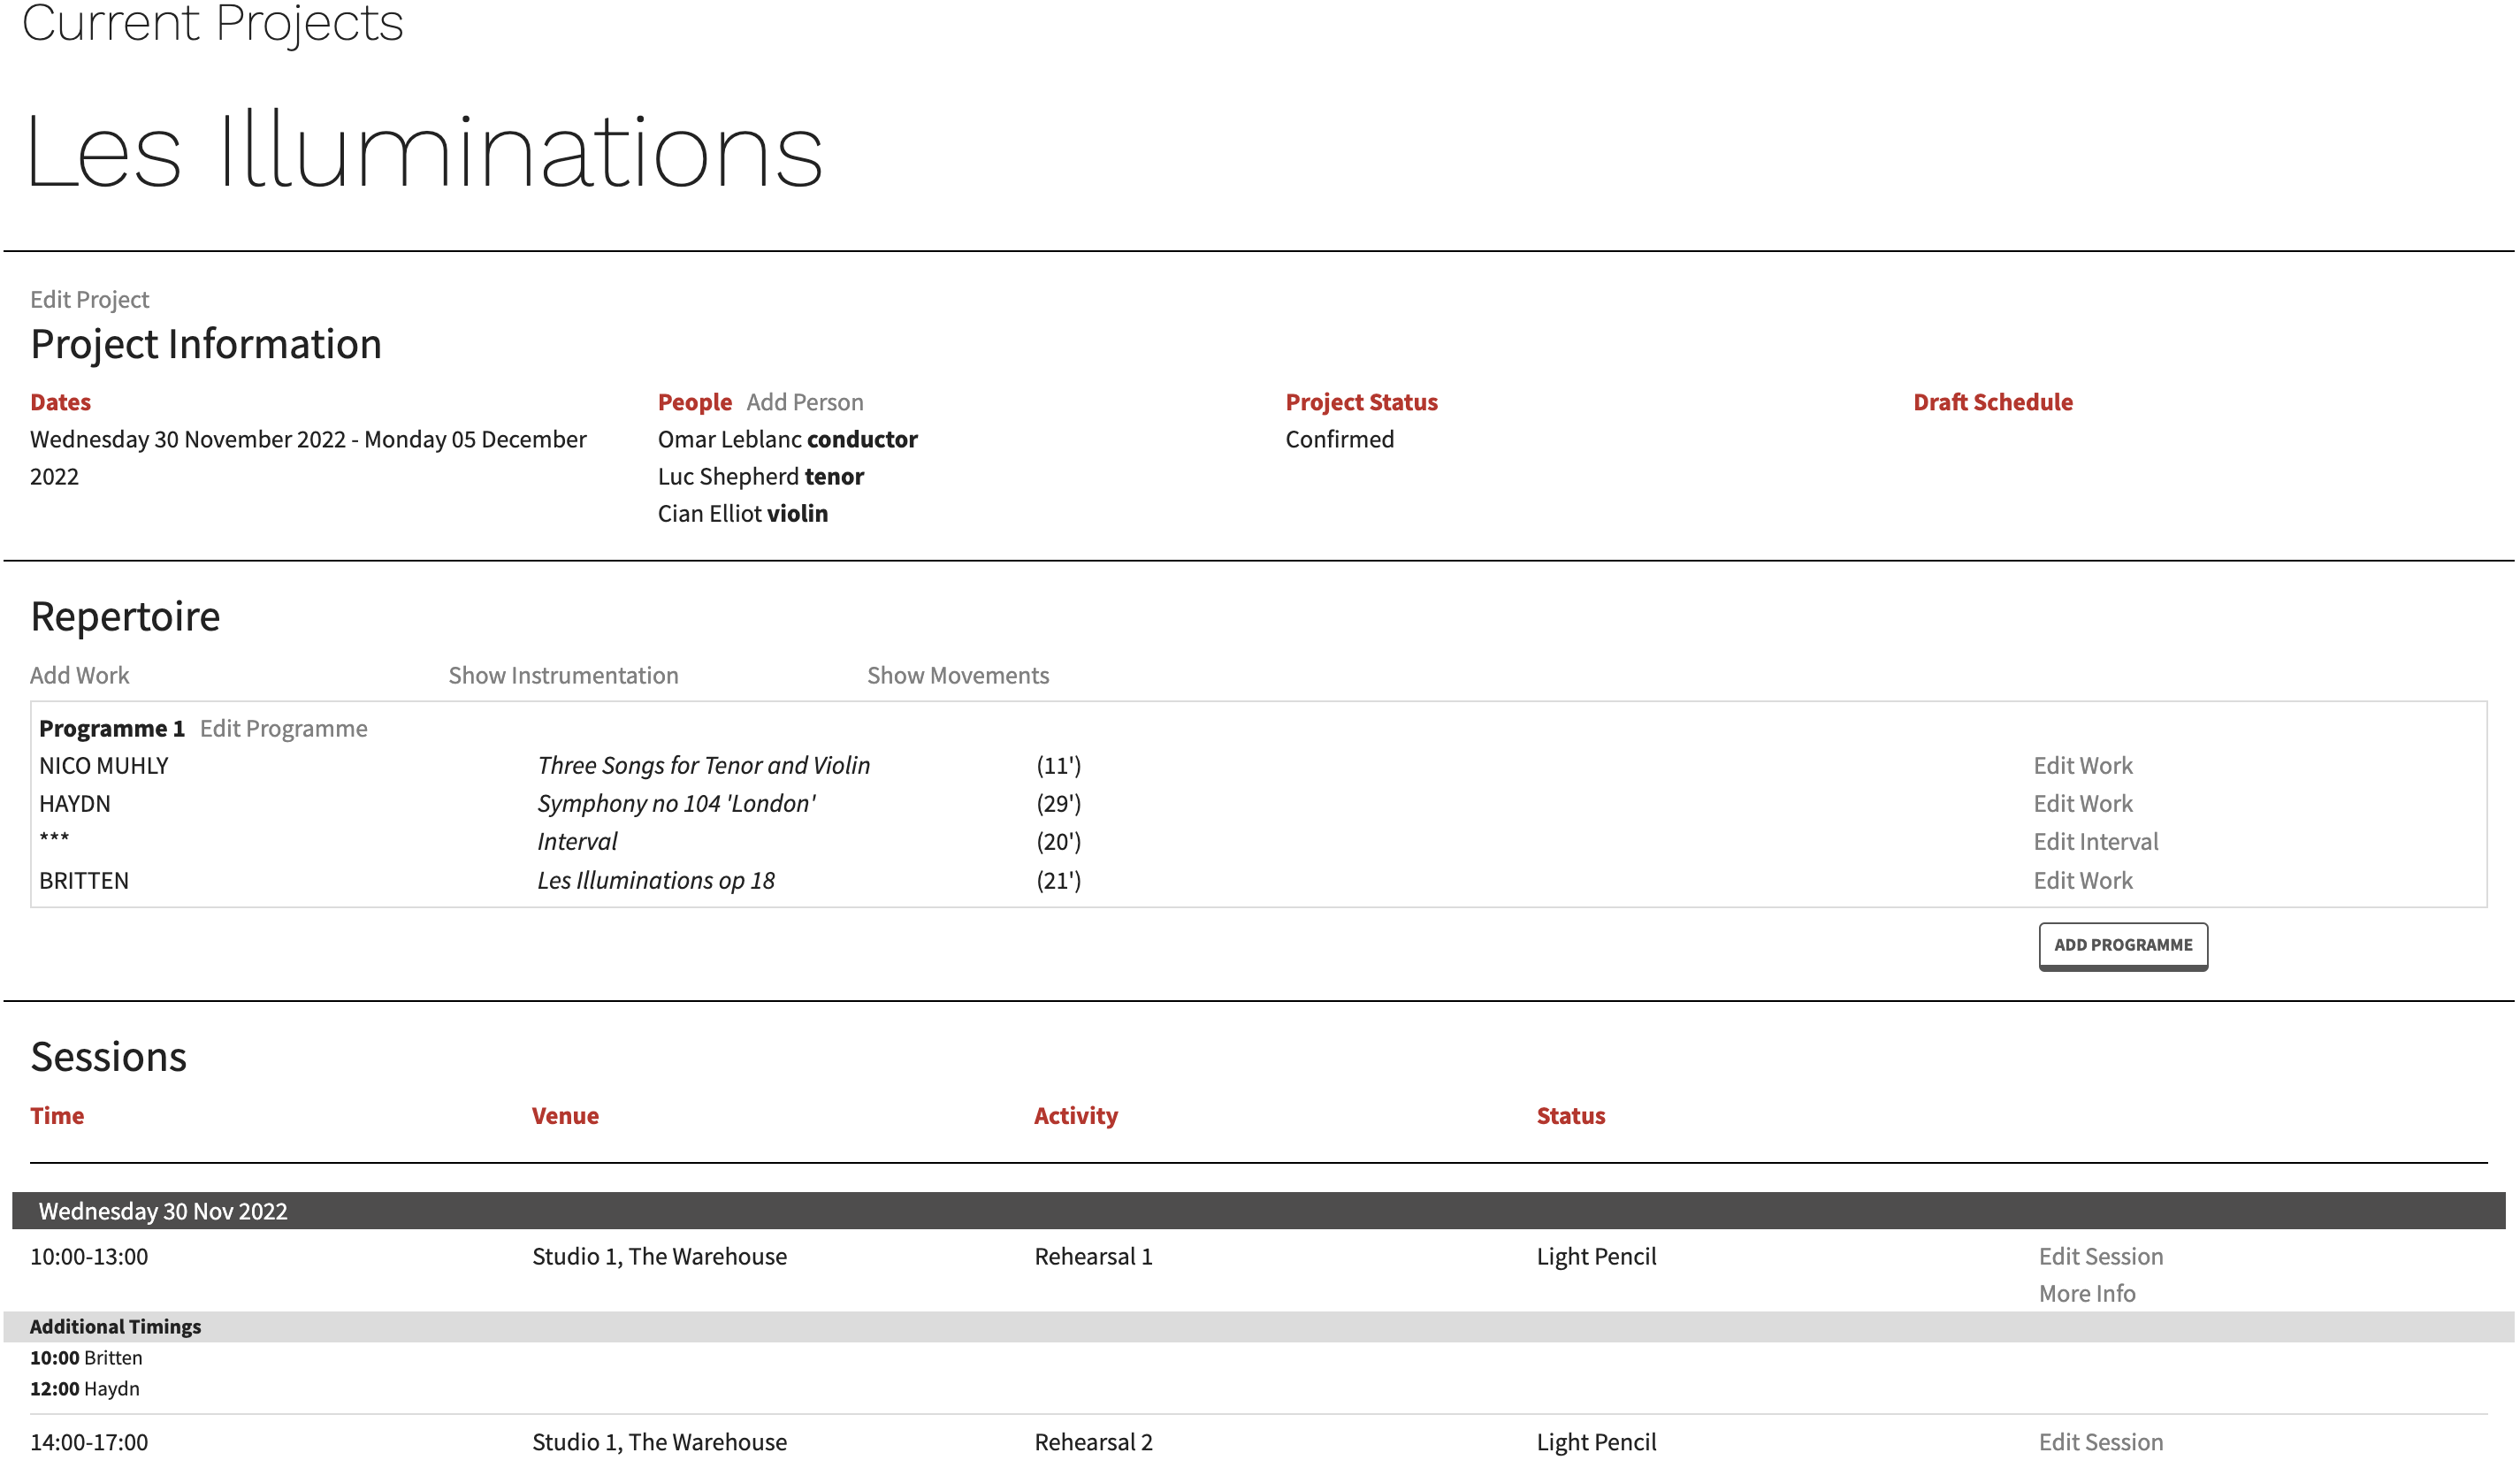 Current Projects
Les Illuminations
Edit Project
Project Information
Dates
Wednesday 30 November 2022 - Monday 05 December
2022
People Add Person
Omar Leblanc conductor
Luc Shepherd tenor
Cian Elliot violin
Project Status
Confirmed
Draft Schedule
Repertoire
Add Work Show Instrumentation Show Movements
Programme 1 Edit Programme
NICO MUHLY Three Songs for Tenor and Violin (11') Edit Work
HAYDN Symphony no 104 'London' (29') Edit Work
*** Interval (20') Edit Interval
BRITTEN Les Illuminations op 18 (21') Edit Work
ADD PROGRAMME
Sessions
Time Venue Activity Status
Wednesday 30 Nov 2022
10:00-13:00 Studio 1, The Warehouse Rehearsal 1 Light Pencil Edit Session
More Info
Additional Timings
10:00 Britten
12:00 Haydn
14:00-17:00 Studio 1, The Warehouse Rehearsal 2 Light Pencil Edit Session